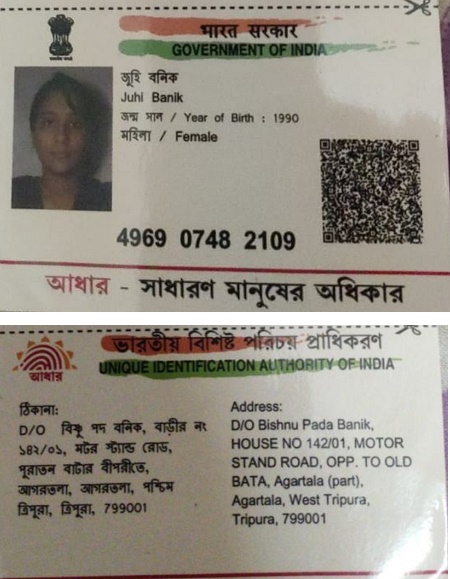 भारत सरकार
GOVERNMENT OF INDIA
জুহি বনিক
Juhi Banik
জন্ম সাল / Year of Birth : 1990
মহিলা / Female
4969 0748 2109
আধার - সাধারণ মানুষের অধিকার
ভারতীয় বিশিষ্ট পরিচয় প্রাধিকরণ
UNIQUE IDENTIFICATION AUTHORITY OF INDIA
আধার
ঠিকানা:
D/O বিষ্ণু পদ বনিক, বাড়ীর নং
১৪২/০১, মটর স্ট্যান্ড রোড,
পুরাতন বাটার বীপরীতে,
আগরতলা, আগরতলা, পশ্চিম
ত্রিপুরা, ত্রিপুরা, 799001
Address:
D/O Bishnu Pada Banik,
HOUSE NO 142/01, MOTOR
STAND ROAD, OPP. TO OLD
BATA, Agartala (part),
Agartala, West Tripura,
Tripura, 799001